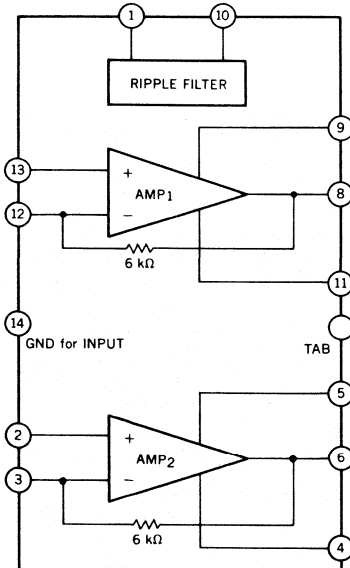 1
10
RIPPLE FILTER
9
13
+
AMP1
8
12
−
6 kΩ
11
14
GND for INPUT
TAB
5
2
+
AMP2
6
3
−
6 kΩ
4